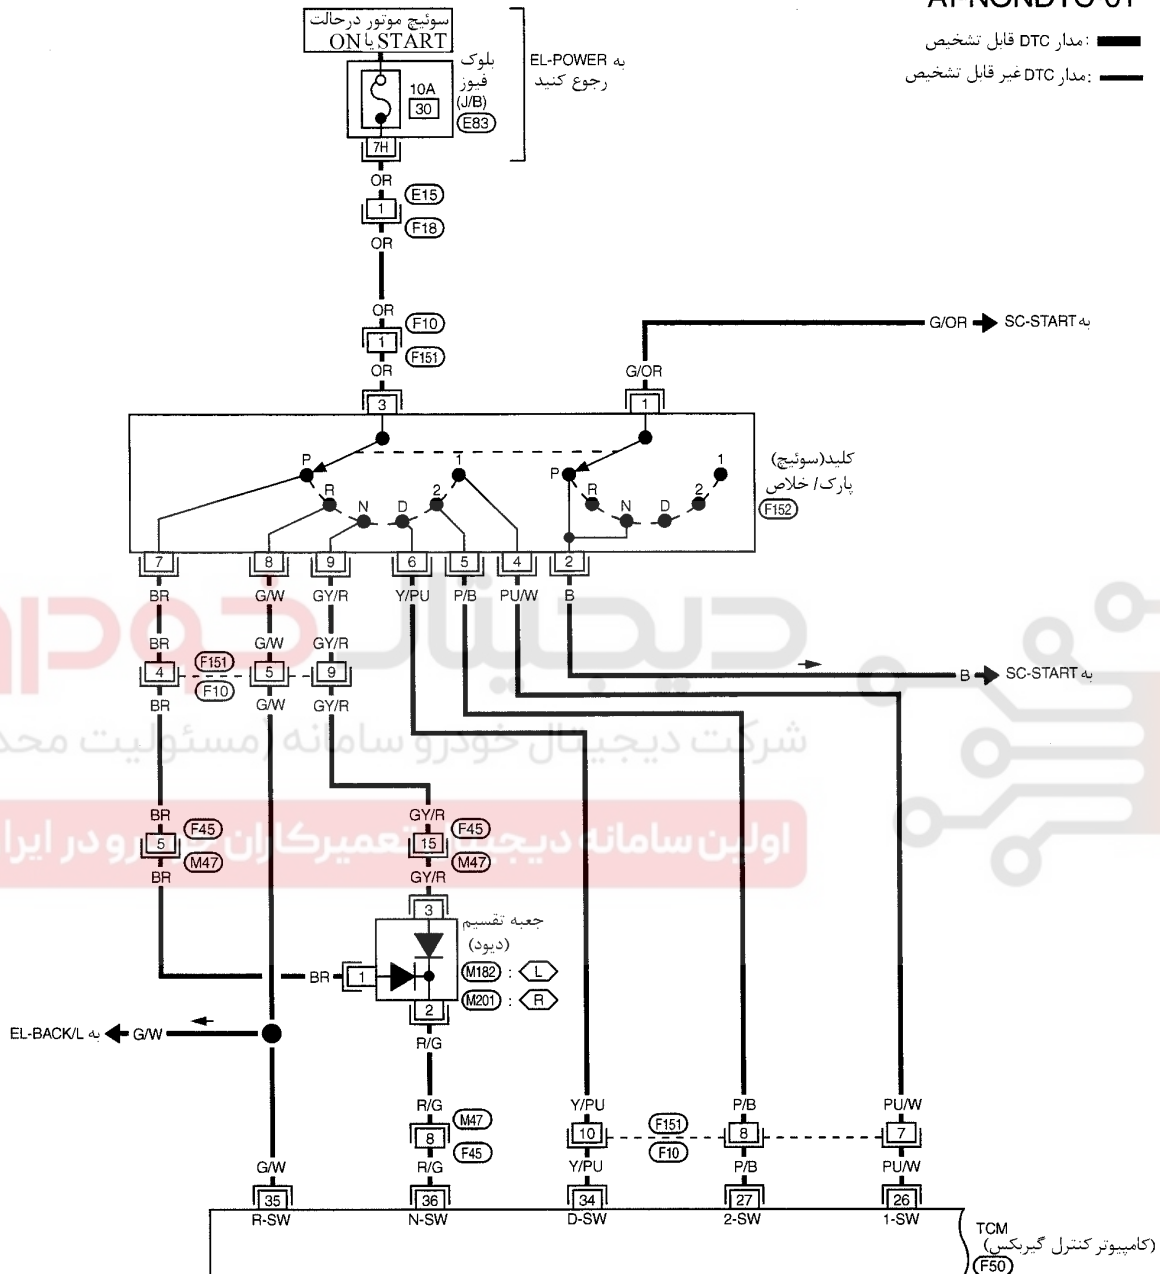 سوئیچ موتور درحالت
START یا ON
بلوک
فیوز
(J/B)
E83
10A
30
7H
به EL-POWER
رجوع کنید
: مدار DTC قابل تشخیص
: مدار DTC غیر قابل تشخیص
OR
E15
1
F18
OR
OR
F10
1
F151
OR
3
G/OR
به SC-START
G/OR
1
P
R
N
D
2
1
P
R
N
D
2
1
کلید(سوئیچ)
پارک/ خلاص
F152
7
8
9
6
5
4
2
BR
G/W
GY/R
Y/PU
P/B
PU/W
B
BR
G/W
GY/R
4
F151
F10
5
9
BR
G/W
GY/R
B
به SC-START
دیجیتال خودرو
شرکت دیجیتال خودرو سامانه (مسئولیت محد
اولین سامانه دیجیتال تعمیرکاران خودرو در ایرا
BR
5
F45
M47
BR
GY/R
15
F45
M47
GY/R
3
جعبه تقسیم
(دیود)
M182 : L
M201 : R
BR
1
2
R/G
به EL-BACK/L
G/W
R/G
M47
8
F45
R/G
Y/PU
P/B
PU/W
10
F151
F10
8
7
G/W
Y/PU
P/B
PU/W
35
36
34
27
26
R-SW
N-SW
D-SW
2-SW
1-SW
TCM
(کامپیوتر کنترل گیربکس)
F50